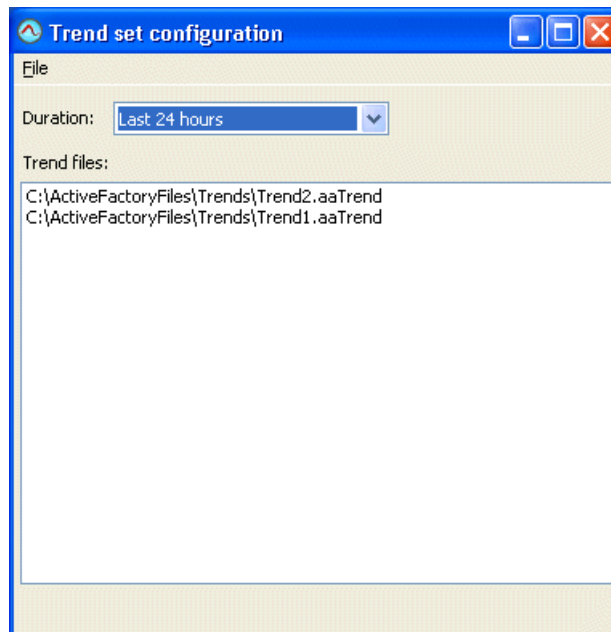 Trend set configuration
File
Duration: Last 24 hours
Trend files:
C:\ActiveFactoryFiles\Trends\Trend2.aaTrend
C:\ActiveFactoryFiles\Trends\Trend1.aaTrend